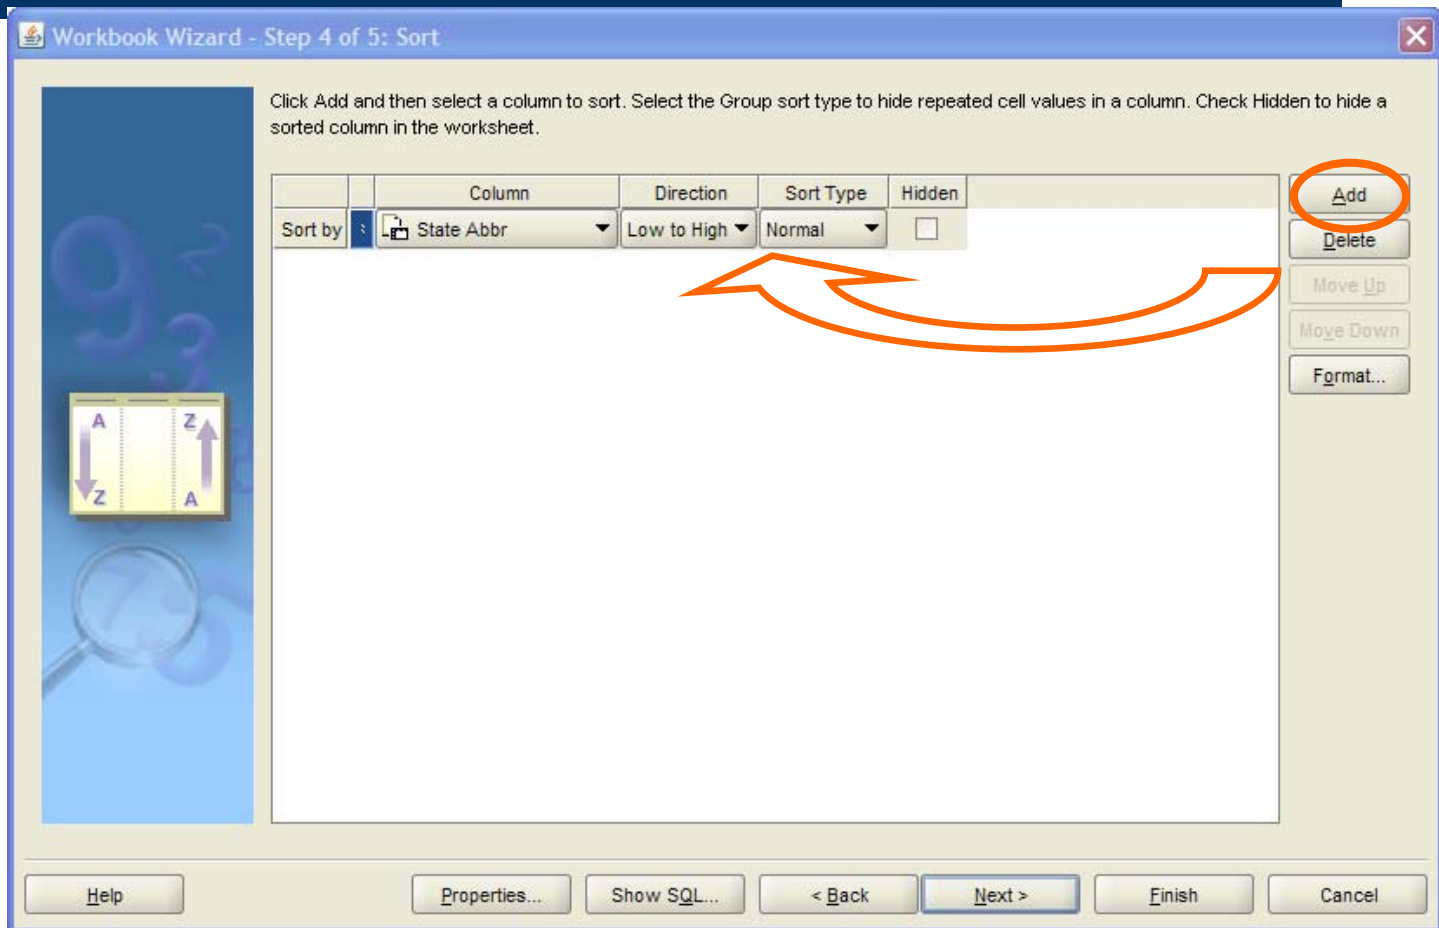 Workbook Wizard - Step 4 of 5: Sort
Click Add and then select a column to sort. Select the Group sort type to hide repeated cell values in a column. Check Hidden to hide a
sorted column in the worksheet.
Column Direction Sort Type Hidden
Sort by State Abbr Low to High Normal
Add
Delete
Move Up
Move Down
Format...
A Z
Z A
Help Properties... Show SQL... < Back Next > Finish Cancel